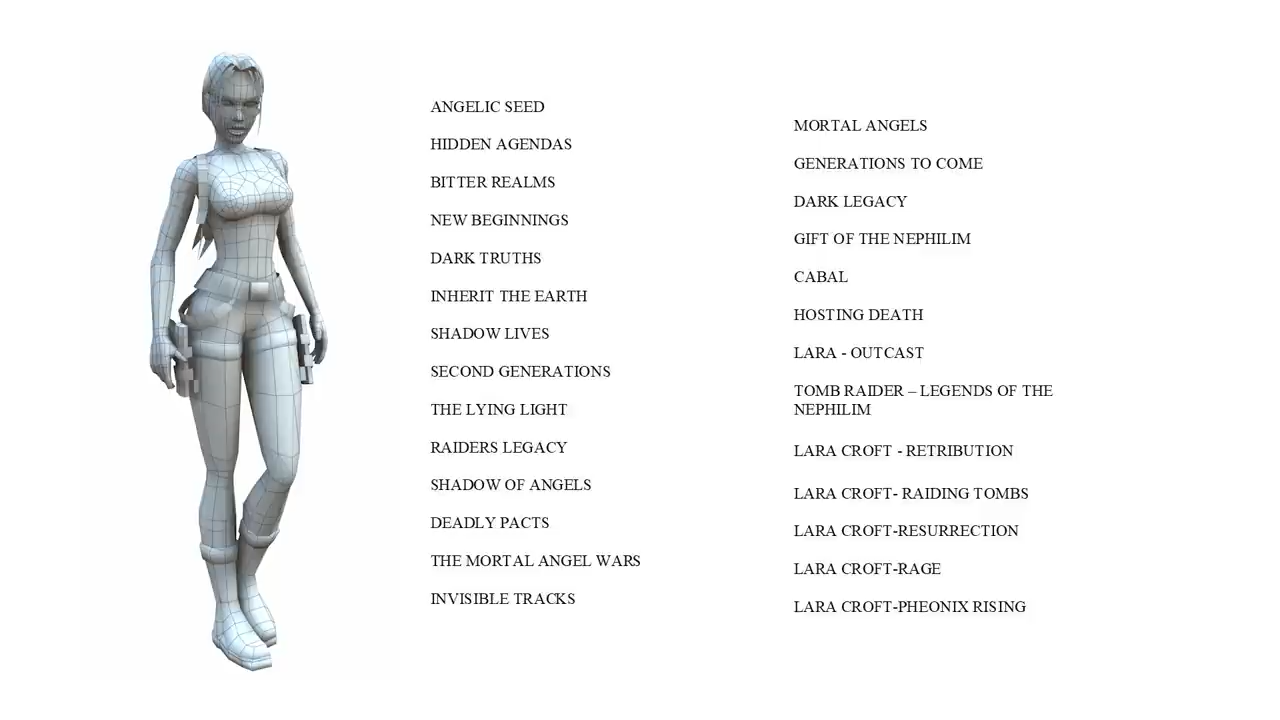 ANGELIC SEED
HIDDEN AGENDAS
BITTER REALMS
NEW BEGINNINGS
DARK TRUTHS
INHERIT THE EARTH
SHADOW LIVES
SECOND GENERATIONS
THE LYING LIGHT
RAIDERS LEGACY
SHADOW OF ANGELS
DEADLY PACTS
THE MORTAL ANGEL WARS
INVISIBLE TRACKS
MORTAL ANGELS
GENERATIONS TO COME
DARK LEGACY
GIFT OF THE NEPHILIM
CABAL
HOSTING DEATH
LARA - OUTCAST
TOMB RAIDER – LEGENDS OF THE
NEPHILIM
LARA CROFT - RETRIBUTION
LARA CROFT- RAIDING TOMBS
LARA CROFT-RESURRECTION
LARA CROFT-RAGE
LARA CROFT-PHEONIX RISING